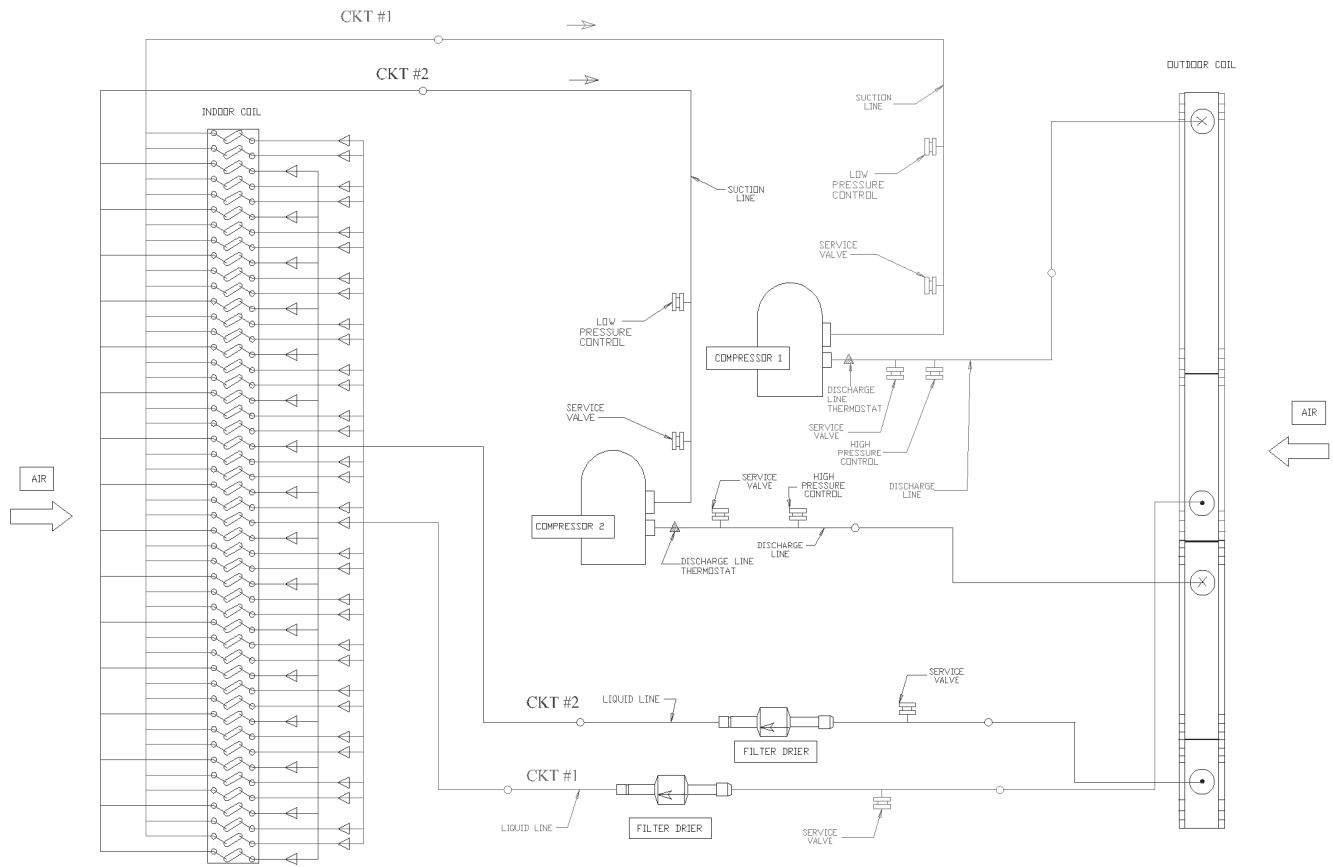 CKT #1
CKT #2
OUTDOOR COIL
INDOOR COIL
SUCTION
LINE
LOW
PRESSURE
CONTROL
SUCTION
LINE
SERVICE
VALVE
LOW
PRESSURE
CONTROL
COMPRESSOR 1
DISCHARGE
LINE
THERMOSTAT
SERVICE
VALVE
SERVICE
VALVE
HIGH
PRESSURE
CONTROL
DISCHARGE
LINE
AIR
AIR
SERVICE
VALVE
HIGH
PRESSURE
CONTROL
COMPRESSOR 2
DISCHARGE
LINE
DISCHARGE LINE
THERMOSTAT
CKT #2
LIQUID LINE
SERVICE
VALVE
FILTER DRIER
CKT #1
LIQUID LINE
FILTER DRIER
SERVICE
VALVE